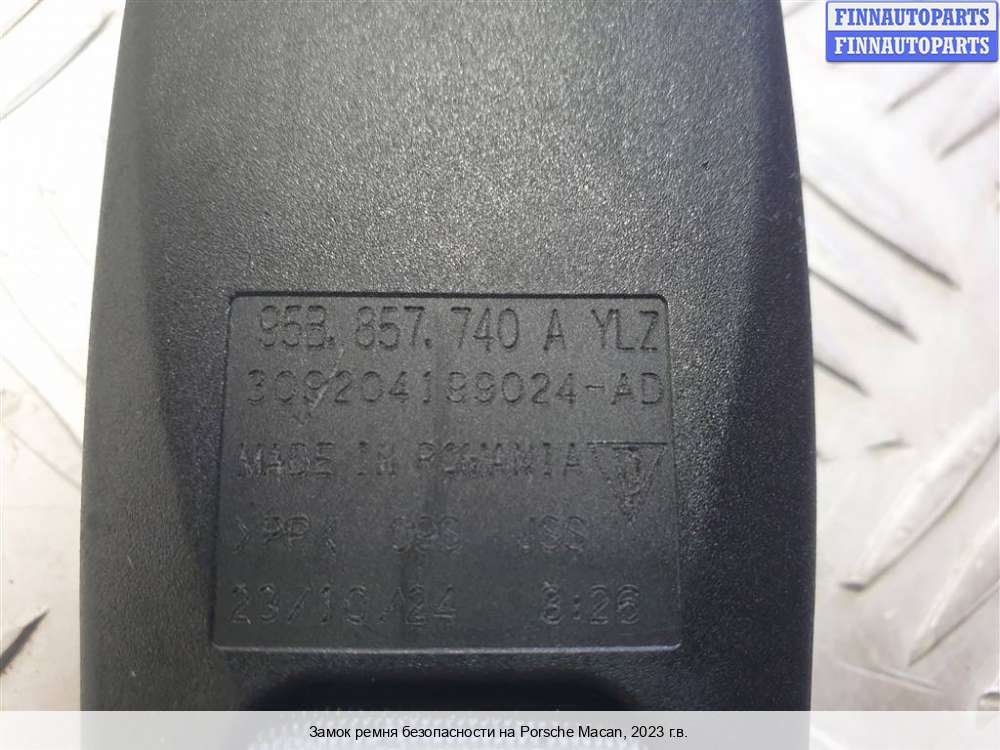 FINNAUTOPARTS
FINNAUTOPARTS
95B.857.740 A YLZ
309204189024-AD
MADE IN ROMANIA
>PP< JSS
23/10/24 8:26
Замок ремня безопасности на Porsche Macan, 2023 г.в.